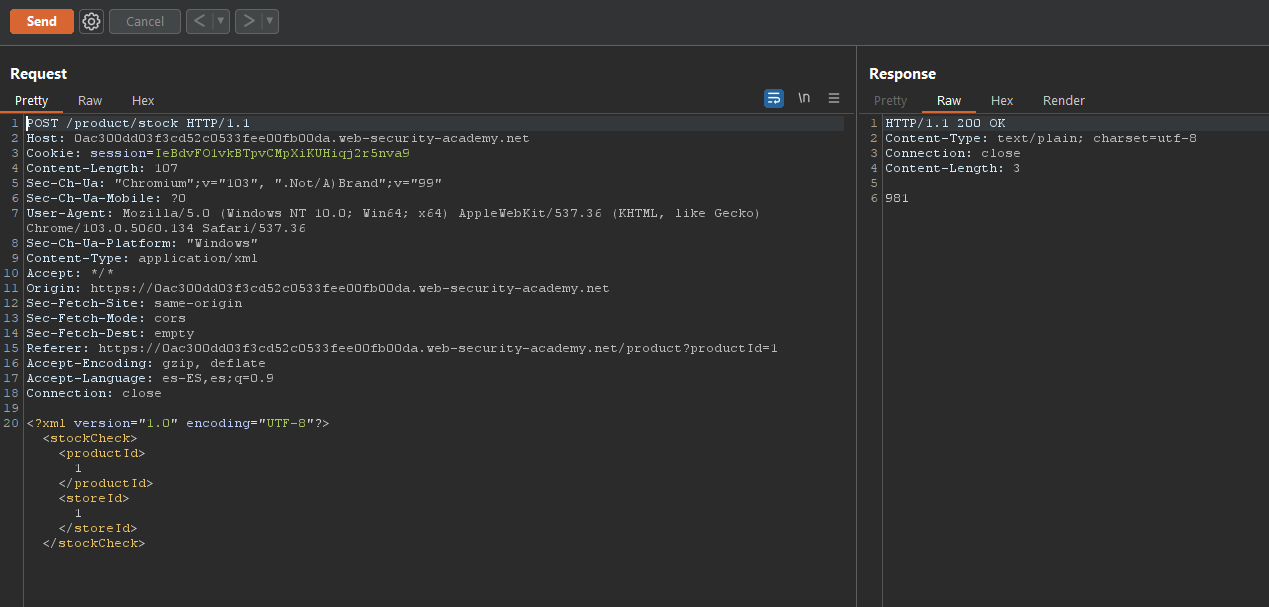 Send Cancel < ▼ > ▼
Request
Pretty Raw Hex \n
1 POST /product/stock HTTP/1.1
2 Host: 0ac300dd03f3cd52c0533fee00fb00da.web-security-academy.net
3 Cookie: session=IeBdvFO1vkBTpvCMpXiKUHiqj2r5nva9
4 Content-Length: 107
5 Sec-Ch-Ua: "Chromium";v="103", ".Not/A)Brand";v="99"
6 Sec-Ch-Ua-Mobile: ?0
7 User-Agent: Mozilla/5.0 (Windows NT 10.0; Win64; x64) AppleWebKit/537.36 (KHTML, like Gecko)
Chrome/103.0.5060.134 Safari/537.36
8 Sec-Ch-Ua-Platform: "Windows"
9 Content-Type: application/xml
10 Accept: */*
11 Origin: https://0ac300dd03f3cd52c0533fee00fb00da.web-security-academy.net
12 Sec-Fetch-Site: same-origin
13 Sec-Fetch-Mode: cors
14 Sec-Fetch-Dest: empty
15 Referer: https://0ac300dd03f3cd52c0533fee00fb00da.web-security-academy.net/product?productId=1
16 Accept-Encoding: gzip, deflate
17 Accept-Language: es-ES,es;q=0.9
18 Connection: close
19
20 <?xml version="1.0" encoding="UTF-8"?>
<stockCheck>
<productId>
1
</productId>
<storeId>
1
</storeId>
</stockCheck>
Response
Pretty Raw Hex Render
1 HTTP/1.1 200 OK
2 Content-Type: text/plain; charset=utf-8
3 Connection: close
4 Content-Length: 3
5
6 981